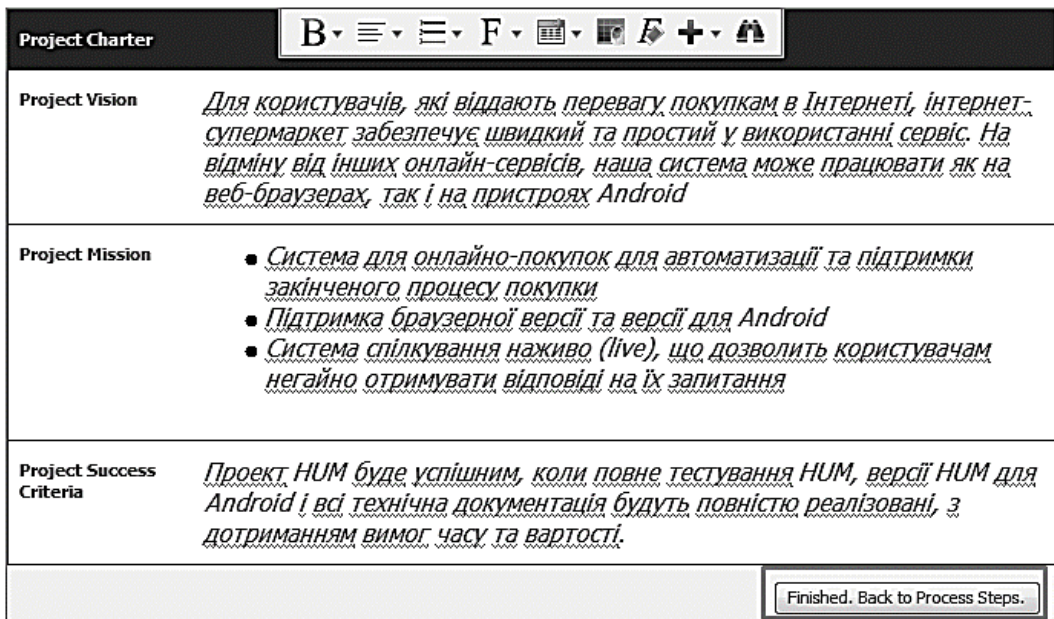 Project Charter
B F F
Project Vision
Для користувачів, які віддають перевагу покупкам в Інтернеті, інтернет-
супермаркет забезпечує швидкий та простий у використанні сервіс. На
відміну від інших онлайн-сервісів, наша система може працювати як на
веб-браузерах, так і на пристроях Android
Project Mission
• Система для онлайно-покупок для автоматизації та підтримки
закінченого процесу покупки
• Підтримка браузерної версії та версії для Android
• Система спілкування наживо (live), що дозволить користувачам
негайно отримувати відповіді на їх запитання
Project Success
Criteria
Проект HUM буде успішним, коли повне тестування HUM, версії HUM для
Android і всі технічна документація будуть повністю реалізовані, з
дотриманням вимог часу та вартості.
Finished. Back to Process Steps.